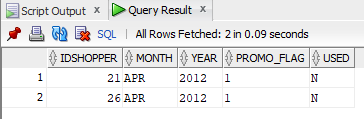 Script Output × Query Result ×
SQL | All Rows Fetched: 2 in 0.09 seconds
IDSHOPPER MONTH YEAR PROMO_FLAG USED
1 21 APR 2012 1 N
2 26 APR 2012 1 N